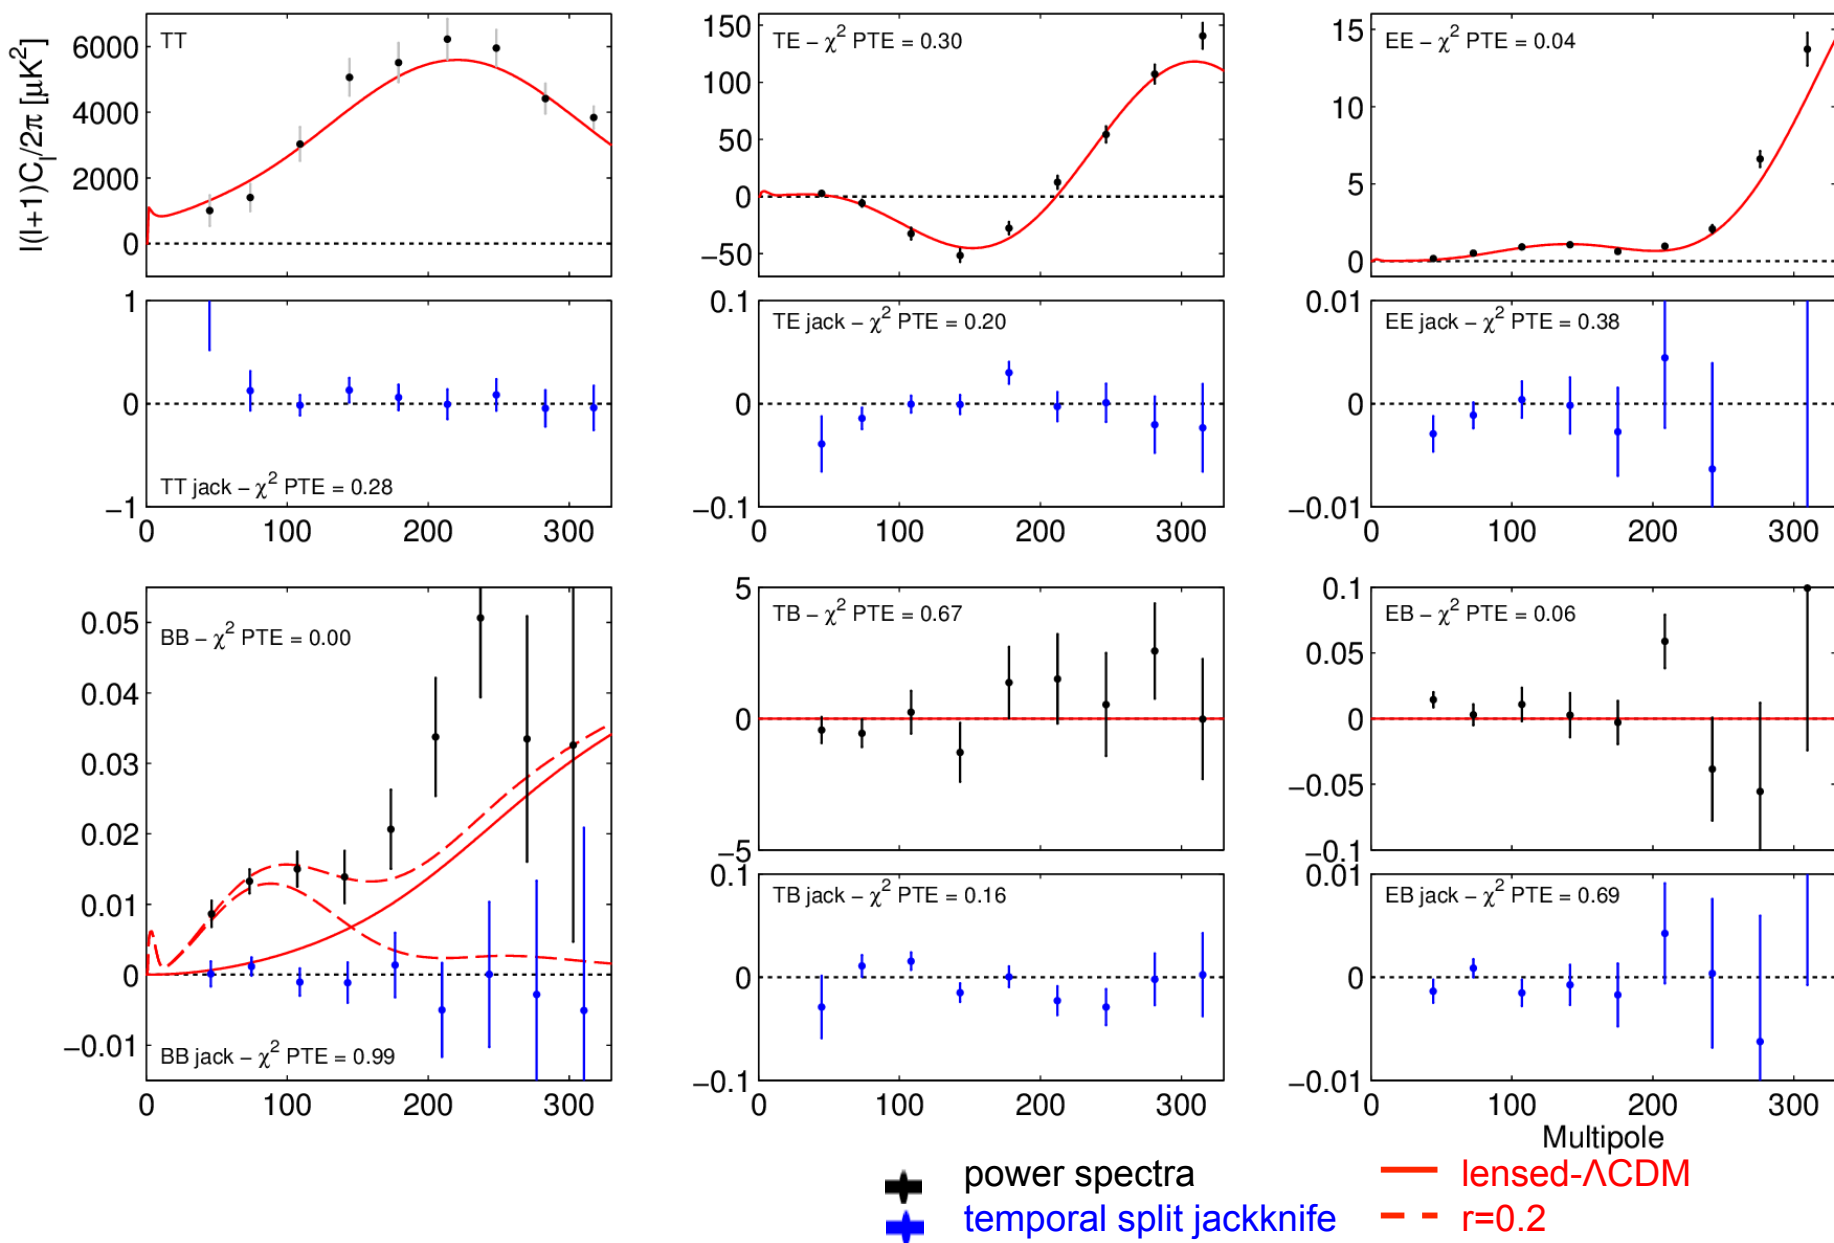 l(l+1)C_l/2π [μK²]
TT
6000
4000
2000
0
TE – χ² PTE = 0.30
150
100
50
0
−50
EE – χ² PTE = 0.04
15
10
5
0
1
0
−1
TT jack – χ² PTE = 0.28
0 100 200 300
0.1
0
−0.1
TE jack – χ² PTE = 0.20
0 100 200 300
0.01
0
−0.01
EE jack – χ² PTE = 0.38
0 100 200 300
BB – χ² PTE = 0.00
0.05
0.04
0.03
0.02
0.01
0
−0.01
BB jack – χ² PTE = 0.99
0 100 200 300
5
0
−5
TB – χ² PTE = 0.67
0.1
0.05
0
−0.05
−0.1
EB – χ² PTE = 0.06
0.1
0
−0.1
TB jack – χ² PTE = 0.16
0 100 200 300
0.01
0
−0.01
EB jack – χ² PTE = 0.69
0 100 200 300
Multipole
power spectra
temporal split jackknife
lensed-ΛCDM
r=0.2